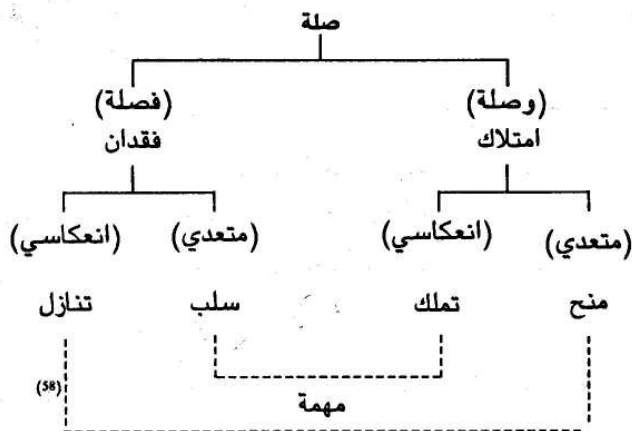 صلة
(وصلة) (فصلة)
امتلاك فقدان
(متعدي) (انعكاسي) (متعدي) (انعكاسي)
منح تملك سلب تنازل
(58)
مهمة